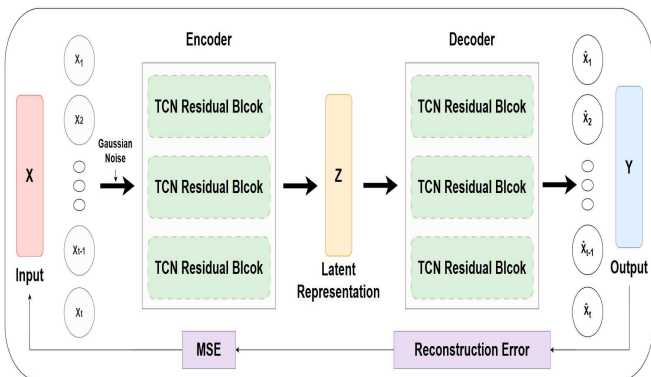 Encoder
Decoder
X
Input
X1
X2
Xt-1
Xt
Gaussian
Noise
TCN Residual Blcok
TCN Residual Blcok
TCN Residual Blcok
Z
Latent
Representation
TCN Residual Blcok
TCN Residual Blcok
TCN Residual Blcok
x̂1
x̂2
x̂t-1
x̂t
Y
Output
MSE
Reconstruction Error